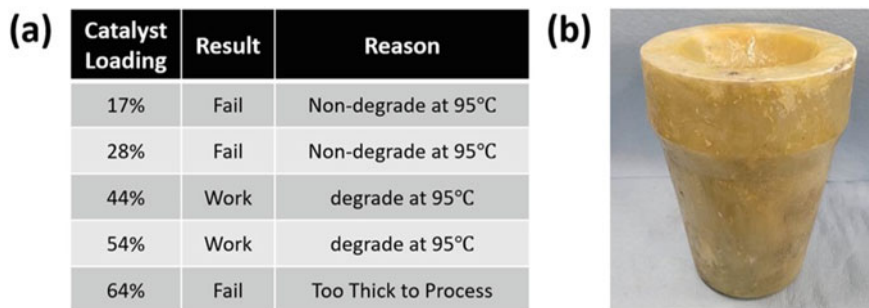 (a)
Catalyst Loading Result Reason
17% Fail Non-degrade at 95℃
28% Fail Non-degrade at 95℃
44% Work degrade at 95℃
54% Work degrade at 95℃
64% Fail Too Thick to Process
(b)